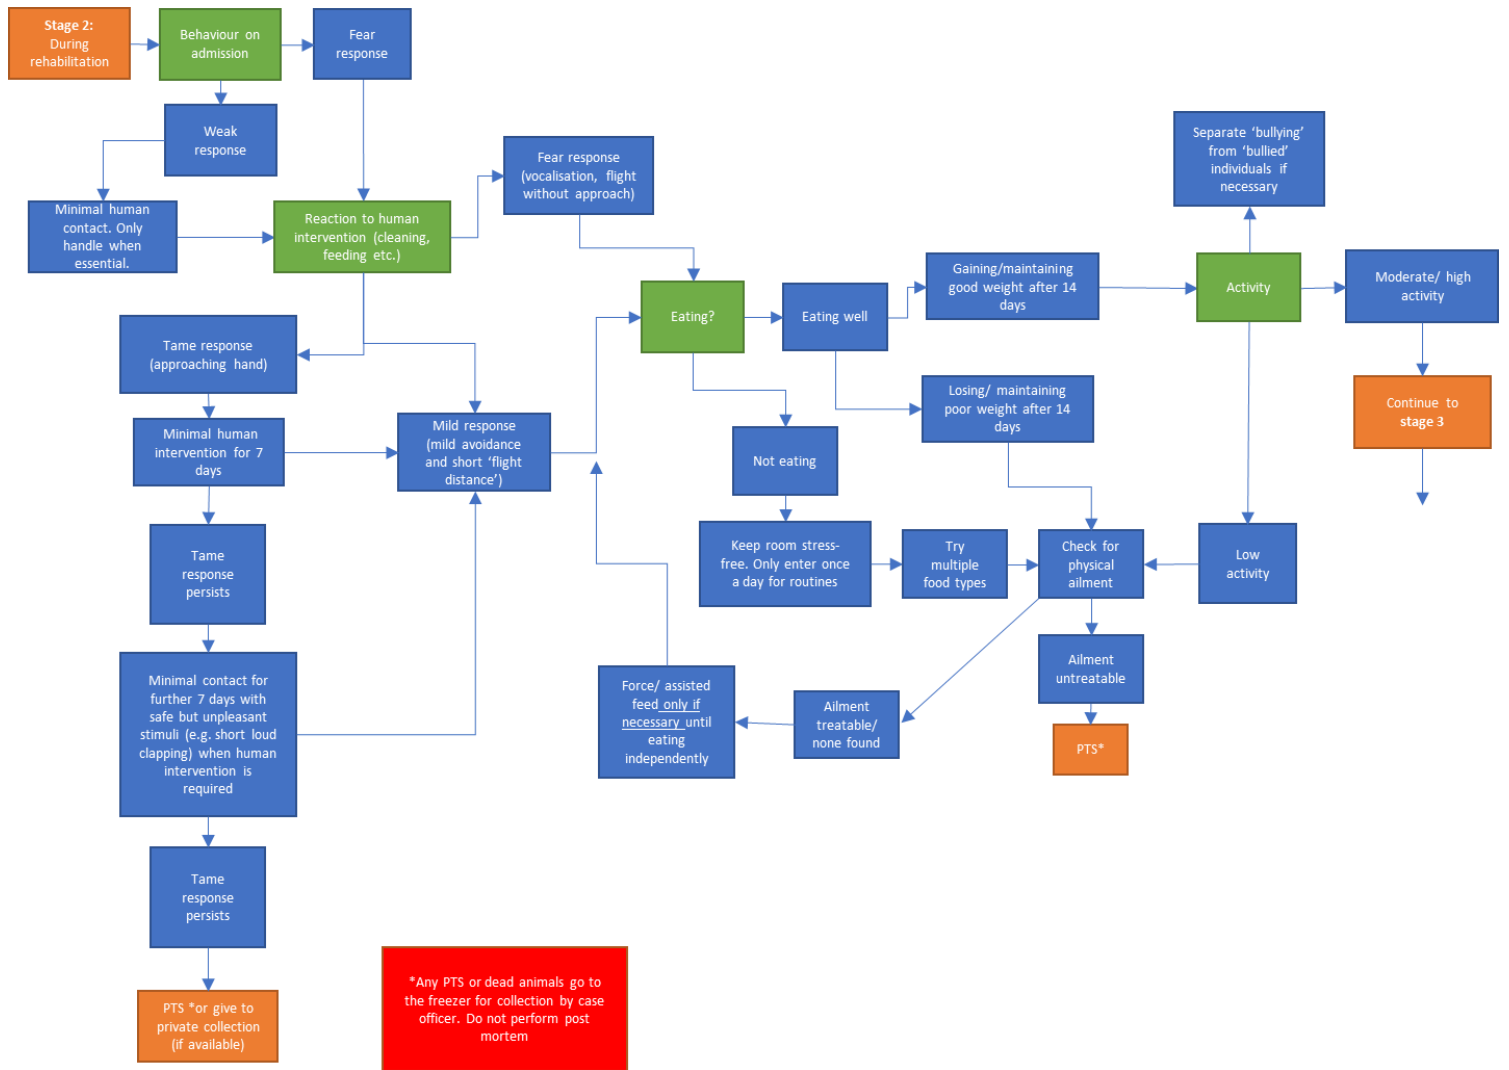 Stage 2:
During
rehabilitation
Behaviour on
admission
Fear
response
Weak
response
Minimal human
contact. Only
handle when
essential.
Reaction to human
intervention (cleaning,
feeding etc.)
Fear response
(vocalisation, flight
without approach)
Separate ‘bullying’
from ‘bullied’
individuals if
necessary
Eating?
Eating well
Gaining/maintaining
good weight after 14
days
Activity
Moderate/ high
activity
Tame response
(approaching hand)
Losing/ maintaining
poor weight after 14
days
Continue to
stage 3
Minimal human
intervention for 7
days
Mild response
(mild avoidance
and short ‘flight
distance’)
Not eating
Tame
response
persists
Keep room stress-
free. Only enter once
a day for routines
Try
multiple
food types
Check for
physical
ailment
Low
activity
Minimal contact for
further 7 days with
safe but unpleasant
stimuli (e.g. short loud
clapping) when human
intervention is
required
Force/ assisted
feed only if
necessary until
eating
independently
Ailment
treatable/
none found
Ailment
untreatable
PTS*
Tame
response
persists
PTS *or give to
private collection
(if available)
*Any PTS or dead animals go to
the freezer for collection by case
officer. Do not perform post
mortem